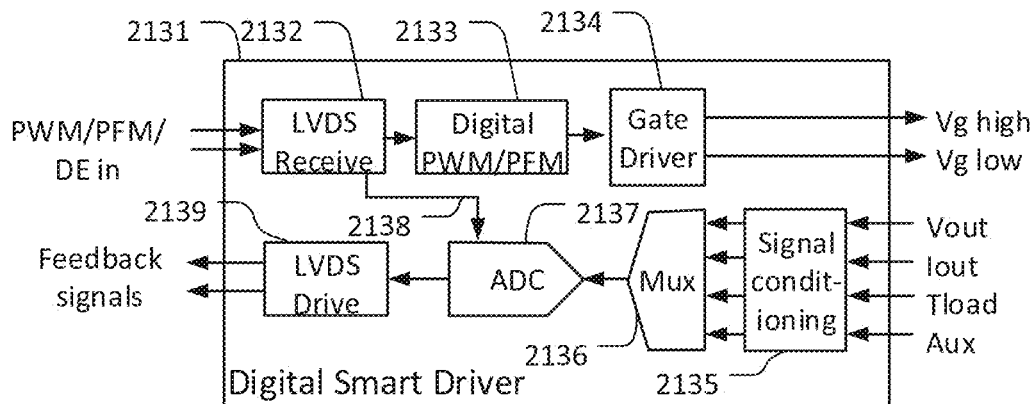 2131 2132 2133 2134
PWM/PFM/
DE in
LVDS
Receive
Digital
PWM/PFM
Gate
Driver
Vg high
Vg low
2139
2138
2137
Feedback
signals
LVDS
Drive
ADC
Mux
Signal
condit-
ioning
Vout
Iout
Tload
Aux
2136
2135
Digital Smart Driver